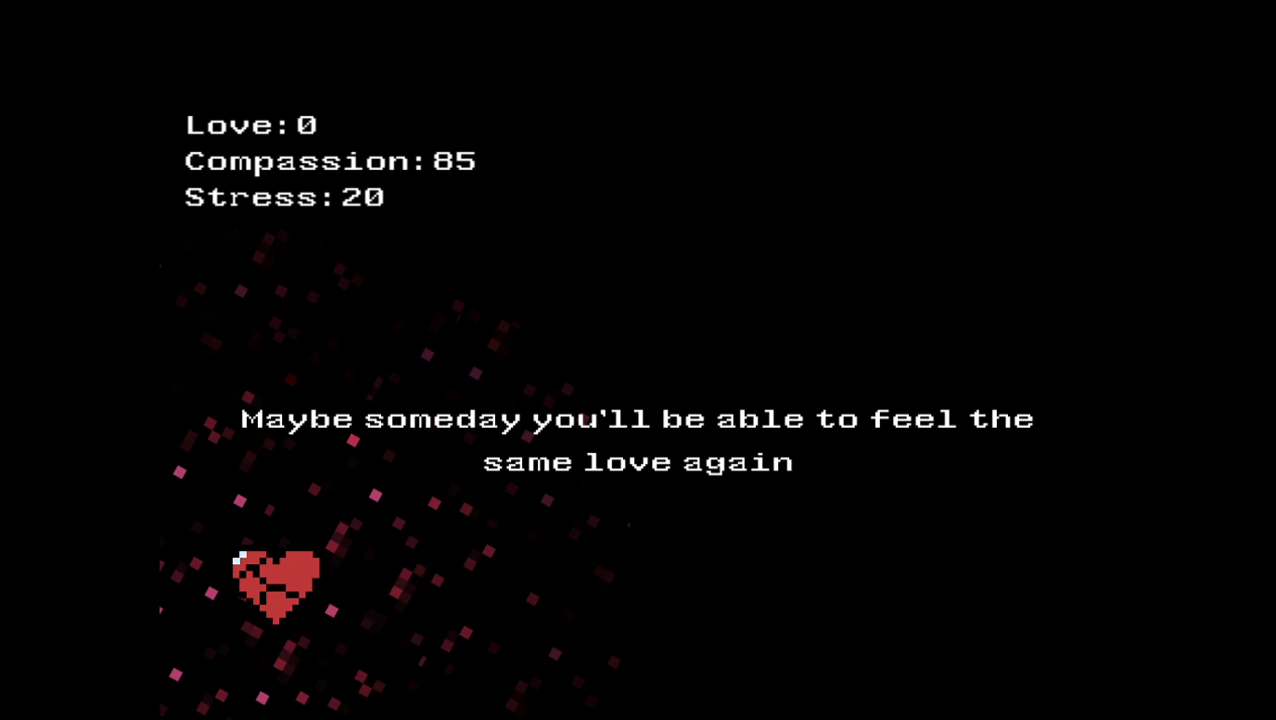 Love:0
Compassion:85
Stress:20
Maybe someday you'll be able to feel the
same love again